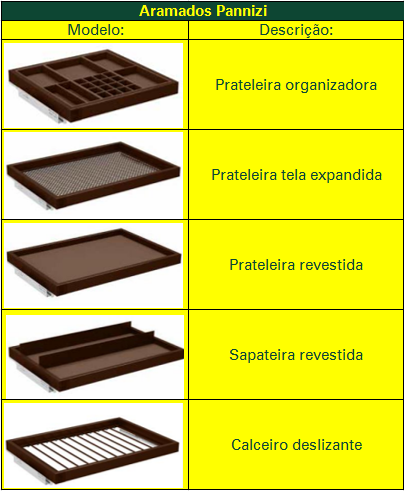 Aramados Pannizi
Modelo: Descrição:
Prateleira organizadora
Prateleira tela expandida
Prateleira revestida
Sapateira revestida
Calceiro deslizante